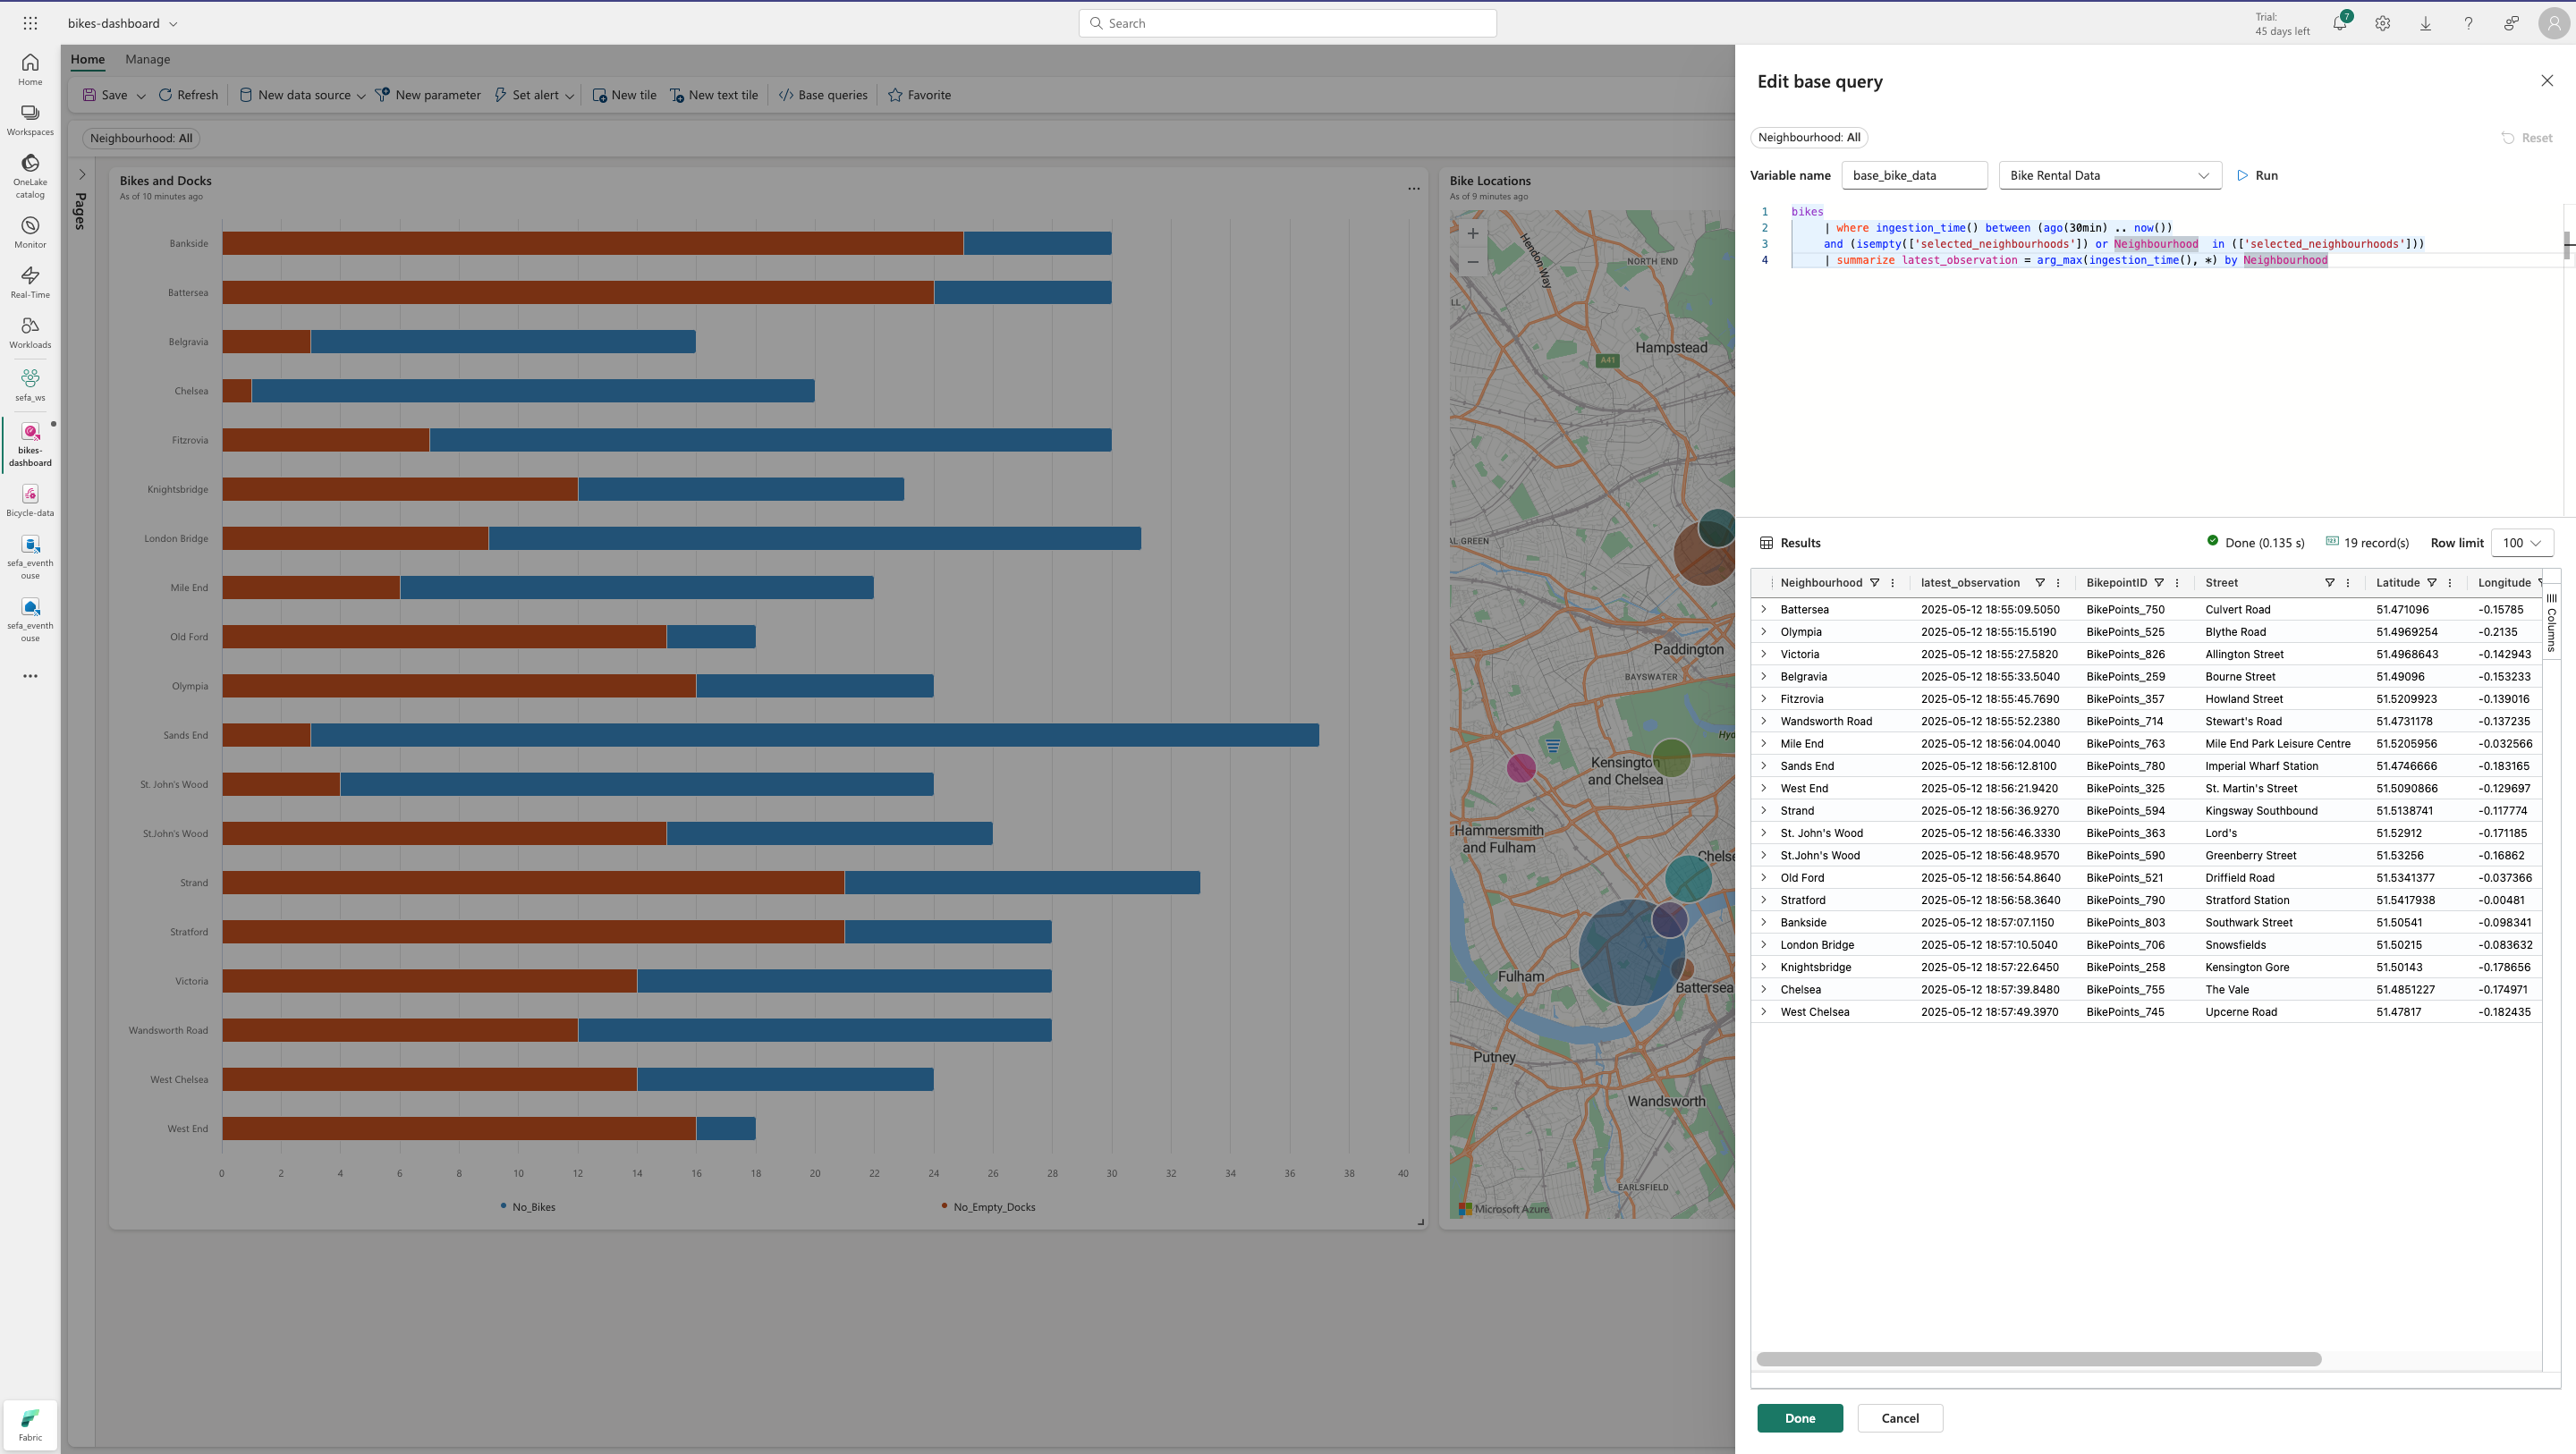 bikes-dashboard
Search
Trial:
45 days left
7
Home
Workspaces
OneLake
catalog
Monitor
Real-Time
Workloads
sefa_ws
bikes-
dashboard
Bicycle-data
sefa_eventh
ouse
sefa_eventh
ouse
Fabric
Home Manage
Save Refresh New data source New parameter Set alert New tile New text tile Base queries Favorite
Neighbourhood: All
Pages
Bikes and Docks
As of 10 minutes ago
Bankside
Battersea
Belgravia
Chelsea
Fitzrovia
Knightsbridge
London Bridge
Mile End
Old Ford
Olympia
Sands End
St. John's Wood
St.John's Wood
Strand
Stratford
Victoria
Wandsworth Road
West Chelsea
West End
0 2 4 6 8 10 12 14 16 18 20 22 24 26 28 30 32 34 36 38 40
No_Bikes No_Empty_Docks
Bike Locations
As of 9 minutes ago
Hendon Way
NORTH END
Hampstead
A41
AL GREEN
Paddington
BAYSWATER
Hyd
Kensington
and Chelsea
Hammersmith
and Fulham
Chelse
Fulham
Battersea
Putney
Wandsworth
EARLSFIELD
Microsoft Azure
Edit base query
Neighbourhood: All
Reset
Variable name base_bike_data Bike Rental Data Run
1 bikes
2 | where ingestion_time() between (ago(30min) .. now())
3 and (isempty(['selected_neighbourhoods']) or Neighbourhood  in (['selected_neighbourhoods']))
4 | summarize latest_observation = arg_max(ingestion_time(), *) by Neighbourhood
Results
Done (0.135 s) 19 record(s) Row limit 100
Neighbourhood latest_observation BikepointID Street Latitude Longitude
Battersea 2025-05-12 18:55:09.5050 BikePoints_750 Culvert Road 51.471096 -0.15785
Olympia 2025-05-12 18:55:15.5190 BikePoints_525 Blythe Road 51.4969254 -0.2135
Victoria 2025-05-12 18:55:27.5820 BikePoints_826 Allington Street 51.4968643 -0.142943
Belgravia 2025-05-12 18:55:33.5040 BikePoints_259 Bourne Street 51.49096 -0.153233
Fitzrovia 2025-05-12 18:55:45.7690 BikePoints_357 Howland Street 51.5209923 -0.139016
Wandsworth Road 2025-05-12 18:55:52.2380 BikePoints_714 Stewart's Road 51.4731178 -0.137235
Mile End 2025-05-12 18:56:04.0040 BikePoints_763 Mile End Park Leisure Centre 51.5205956 -0.032566
Sands End 2025-05-12 18:56:12.8100 BikePoints_780 Imperial Wharf Station 51.4746666 -0.183165
West End 2025-05-12 18:56:21.9420 BikePoints_325 St. Martin's Street 51.5090866 -0.129697
Strand 2025-05-12 18:56:36.9270 BikePoints_594 Kingsway Southbound 51.5138741 -0.117774
St. John's Wood 2025-05-12 18:56:46.3330 BikePoints_363 Lord's 51.52912 -0.171185
St.John's Wood 2025-05-12 18:56:48.9570 BikePoints_590 Greenberry Street 51.53256 -0.16862
Old Ford 2025-05-12 18:56:54.8640 BikePoints_521 Driffield Road 51.5341377 -0.037366
Stratford 2025-05-12 18:56:58.3640 BikePoints_790 Stratford Station 51.5417938 -0.00481
Bankside 2025-05-12 18:57:07.1150 BikePoints_803 Southwark Street 51.50541 -0.098341
London Bridge 2025-05-12 18:57:10.5040 BikePoints_706 Snowsfields 51.50215 -0.083632
Knightsbridge 2025-05-12 18:57:22.6450 BikePoints_258 Kensington Gore 51.50143 -0.178656
Chelsea 2025-05-12 18:57:39.8480 BikePoints_755 The Vale 51.4851227 -0.174971
West Chelsea 2025-05-12 18:57:49.3970 BikePoints_745 Upcerne Road 51.47817 -0.182435
Columns
Done Cancel